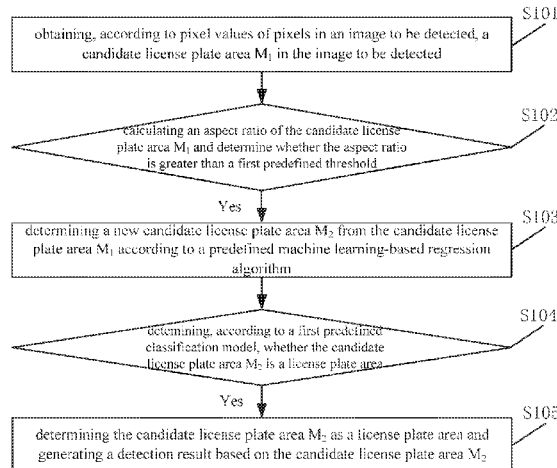 S101
obtaining, according to pixel values of pixels in an image to be detected, a
candidate license plate area M₁ in the image to be detected
S102
calculating an aspect ratio of the candidate license
plate area M₁ and determine whether the aspect ratio
is greater than a first predefined threshold
Yes
S103
determining a new candidate license plate area M₂ from the candidate license
plate area M₁ according to a predefined machine learning-based regression
algorithm
S104
determining, according to a first predefined
classification model, whether the candidate
license plate area M₂ is a license plate area
Yes
S105
determining the candidate license plate area M₂ as a license plate area and
generating a detection result based on the candidate license plate area M₂